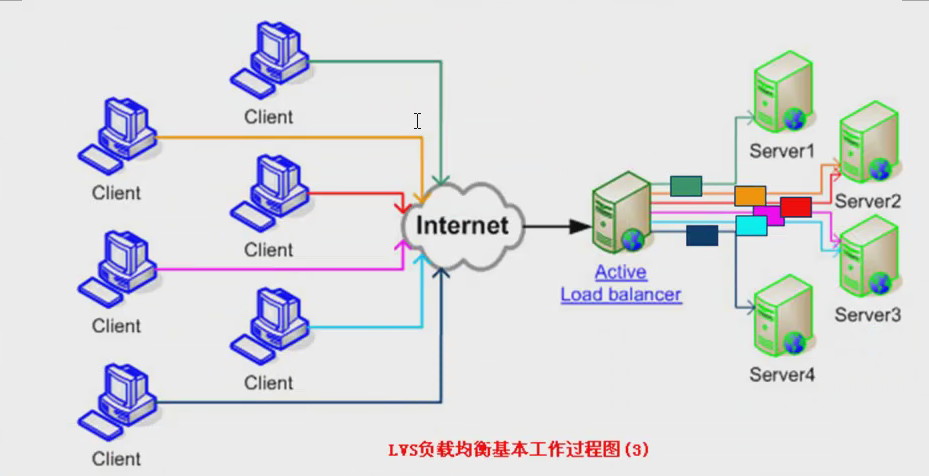 Client
Client
Client
Client
Client
Client
Internet
Active
Load balancer
Server1
Server2
Server3
Server4
LVS负载均衡基本工作过程图(3)